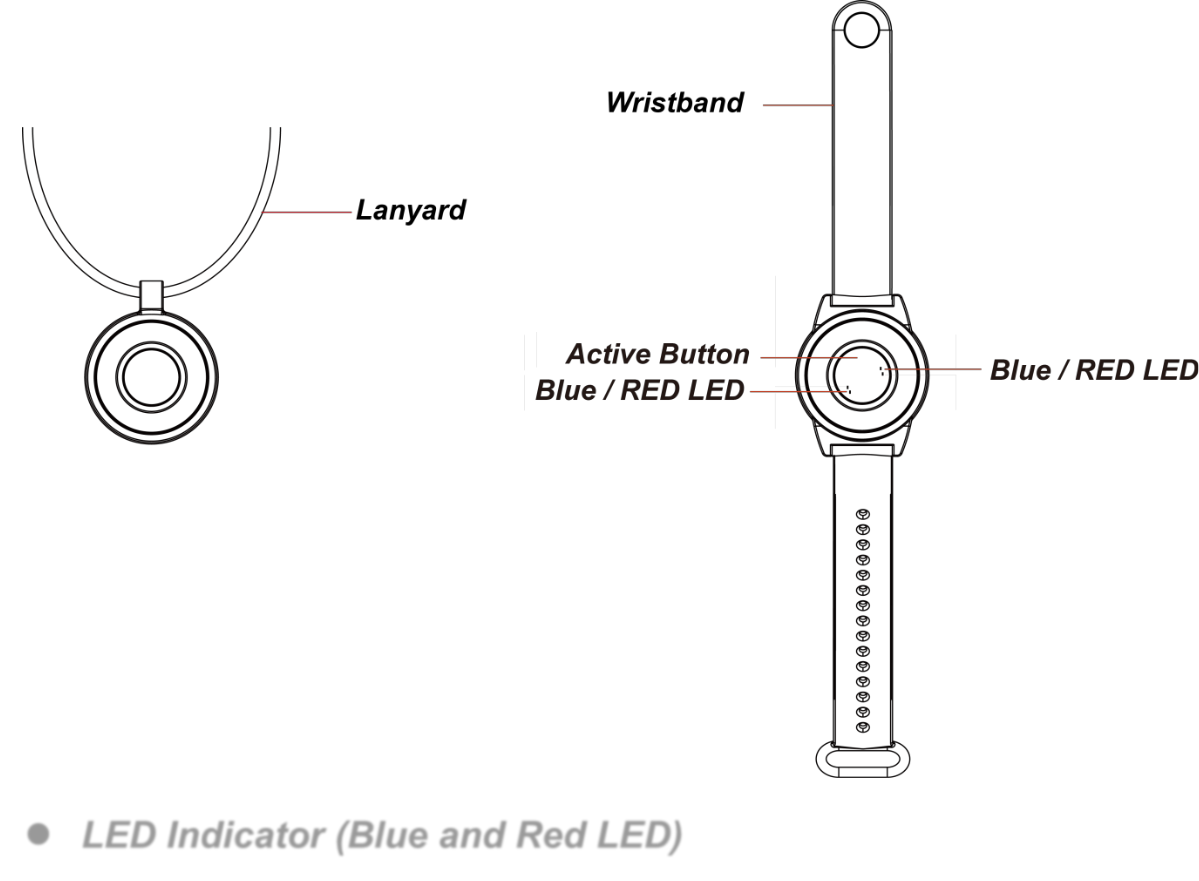 Wristband
Lanyard
Active Button
Blue / RED LED
Blue / RED LED
● LED Indicator (Blue and Red LED)